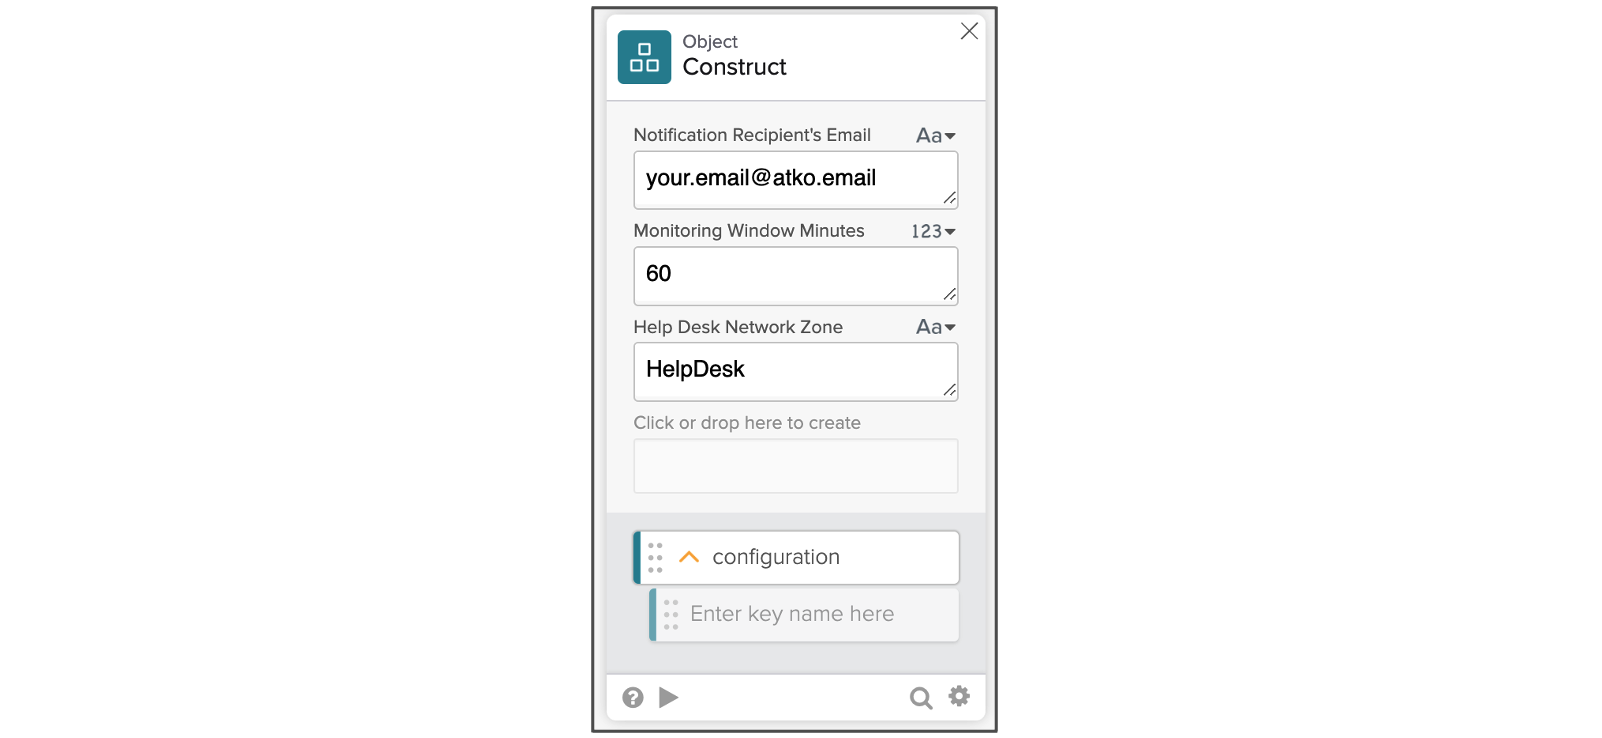 Object
Construct
Notification Recipient's Email Aa
your.email@atko.email
Monitoring Window Minutes 123
60
Help Desk Network Zone Aa
HelpDesk
Click or drop here to create
configuration
Enter key name here
?